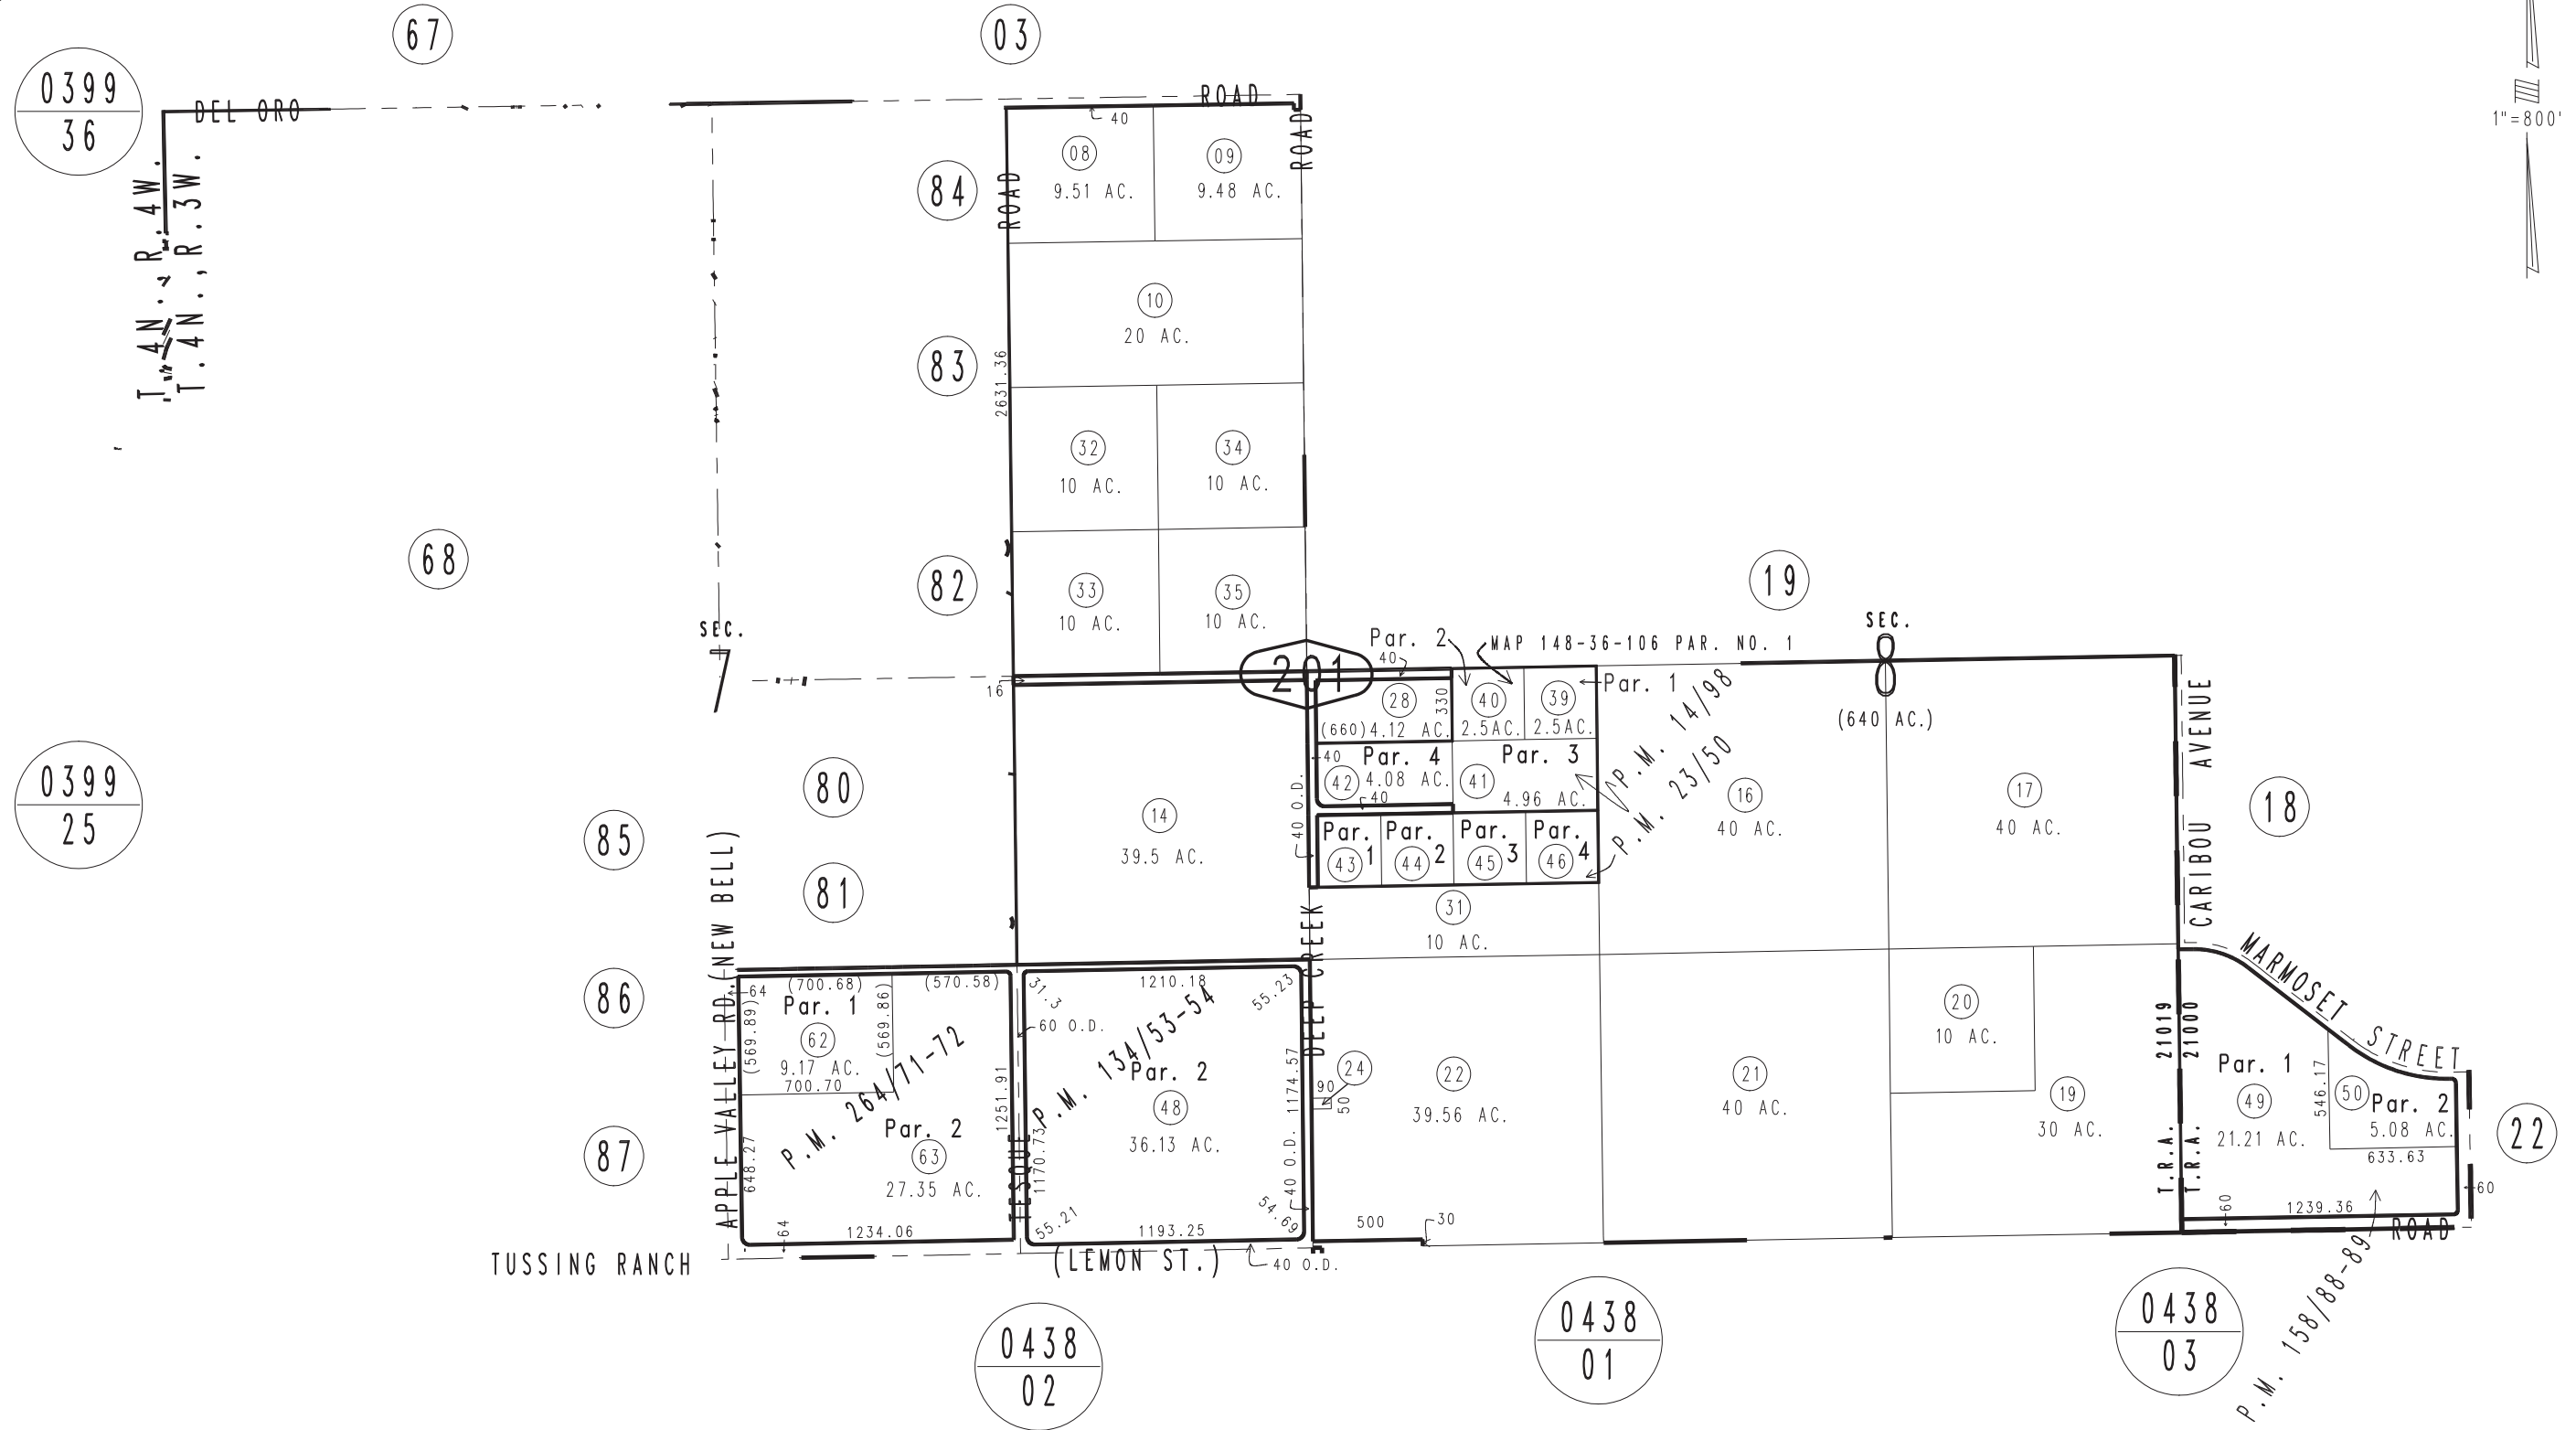 67
03
0399
36
DEL ORO
ROAD
1"=800'
40
ROAD
ROAD
T.4N.,R.4W.
T.4N.,R.3W.
84
08
9.51 AC.
09
9.48 AC.
10
20 AC.
83
2631.36
32
10 AC.
34
10 AC.
68
82
33
10 AC.
35
10 AC.
19
SEC.
7
SEC.
8
(640 AC.)
201
16
Par. 2
40
MAP 148-36-106 PAR. NO. 1
28
(660)
4.12 AC.
330
40
2.5AC.
39
2.5AC.
Par. 1
P.M. 14/98
P.M. 23/50
40
Par. 4
42
4.08 AC.
40
Par. 3
41
4.96 AC.
40 O.D.
Par. 1
43
Par. 2
44
Par. 3
45
Par. 4
46
31
10 AC.
14
39.5 AC.
16
40 AC.
17
40 AC.
CARIBOU AVENUE
18
0399
25
80
85
81
86
87
APPLE VALLEY RD. (NEW BELL)
64
(700.68)
(570.58)
Par. 1
62
9.17 AC.
700.70
(569.89)
(569.86)
P.M. 264/71-72
Par. 2
63
27.35 AC.
648.27
1251.91
64
1234.06
60 O.D.
TESQUE
31.3
1210.18
55.23
P.M. 134/53-54
Par. 2
48
36.13 AC.
1170.73
1174.57
40 O.D.
55.21
1193.25
54.69
DEEP CREEK
24
90
50
22
39.56 AC.
500
30
21
40 AC.
20
10 AC.
19
30 AC.
T.R.A. 21019
T.R.A. 21000
MARMOSET STREET
Par. 1
49
21.21 AC.
546.17
50
Par. 2
5.08 AC.
633.63
22
60
60
1239.36
ROAD
P.M. 158/88-89
TUSSING RANCH
(LEMON ST.)
40 O.D.
0438
02
0438
01
0438
03